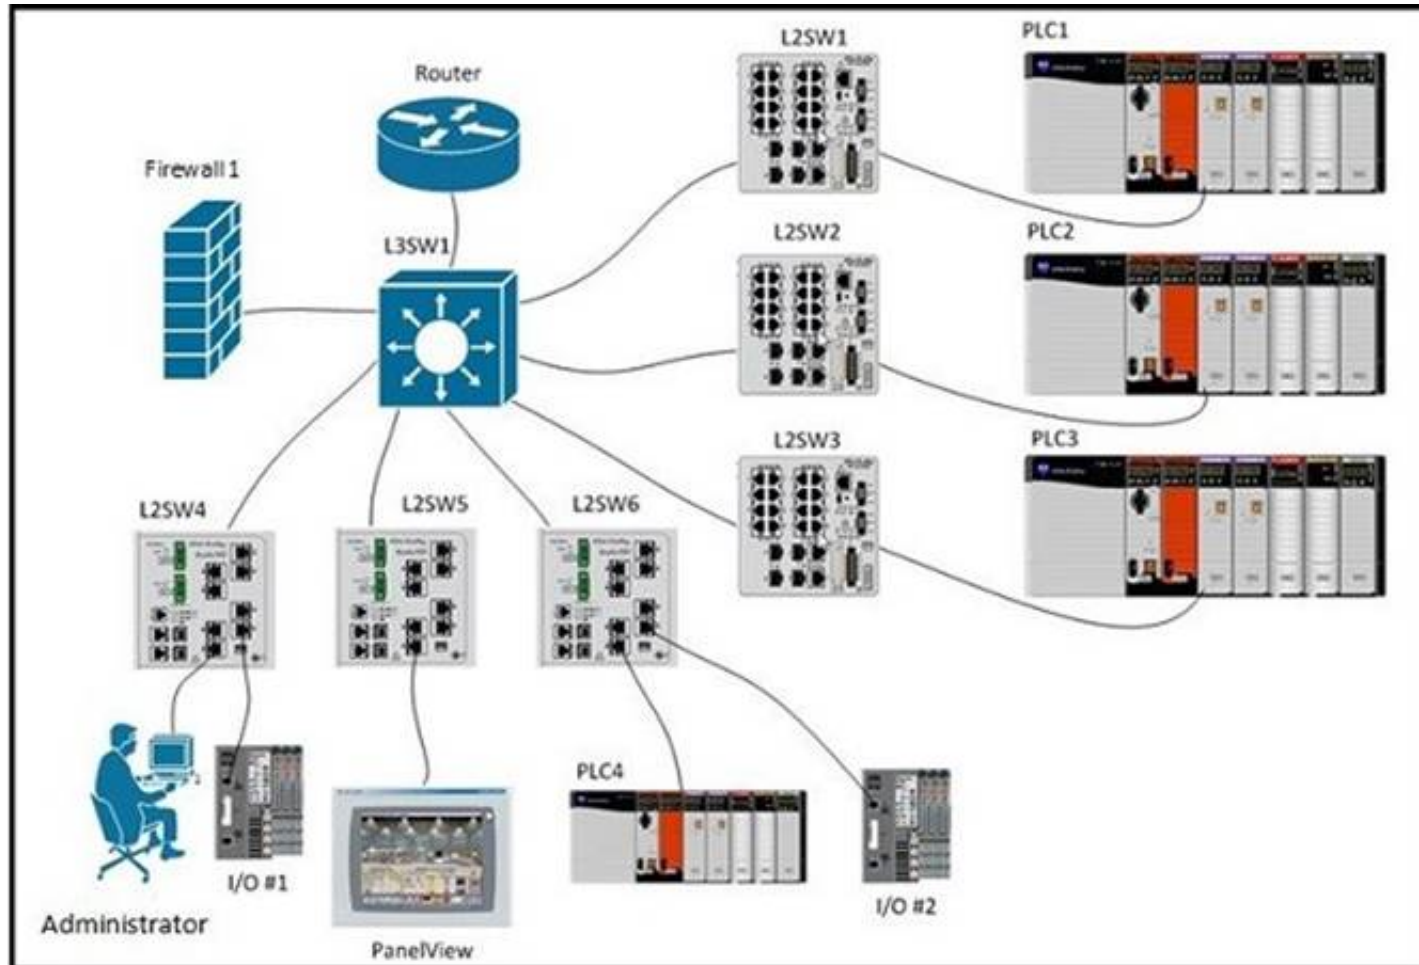 L2SW1
PLC1
Router
Firewall 1
L3SW1
L2SW2
PLC2
L2SW3
PLC3
L2SW4
L2SW5
L2SW6
PLC4
I/O #1
I/O #2
Administrator
PanelView